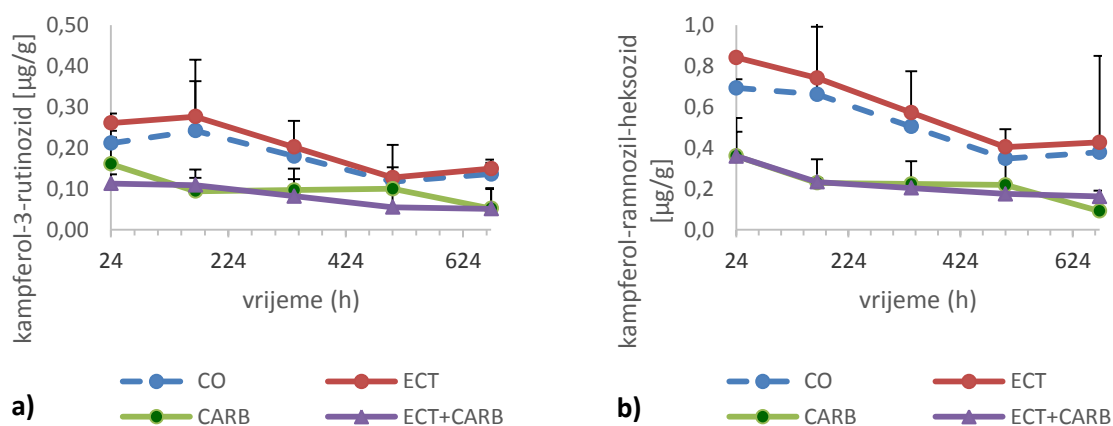 kampferol-3-rutinozid [µg/g]
0,50
0,40
0,30
0,20
0,10
0,00
24 224 424 624
vrijeme (h)
CO ECT
CARB ECT+CARB
a)
kampferol-ramnozil-heksozid
[µg/g]
1,0
0,8
0,6
0,4
0,2
0,0
24 224 424 624
vrijeme (h)
CO ECT
CARB ECT+CARB
b)